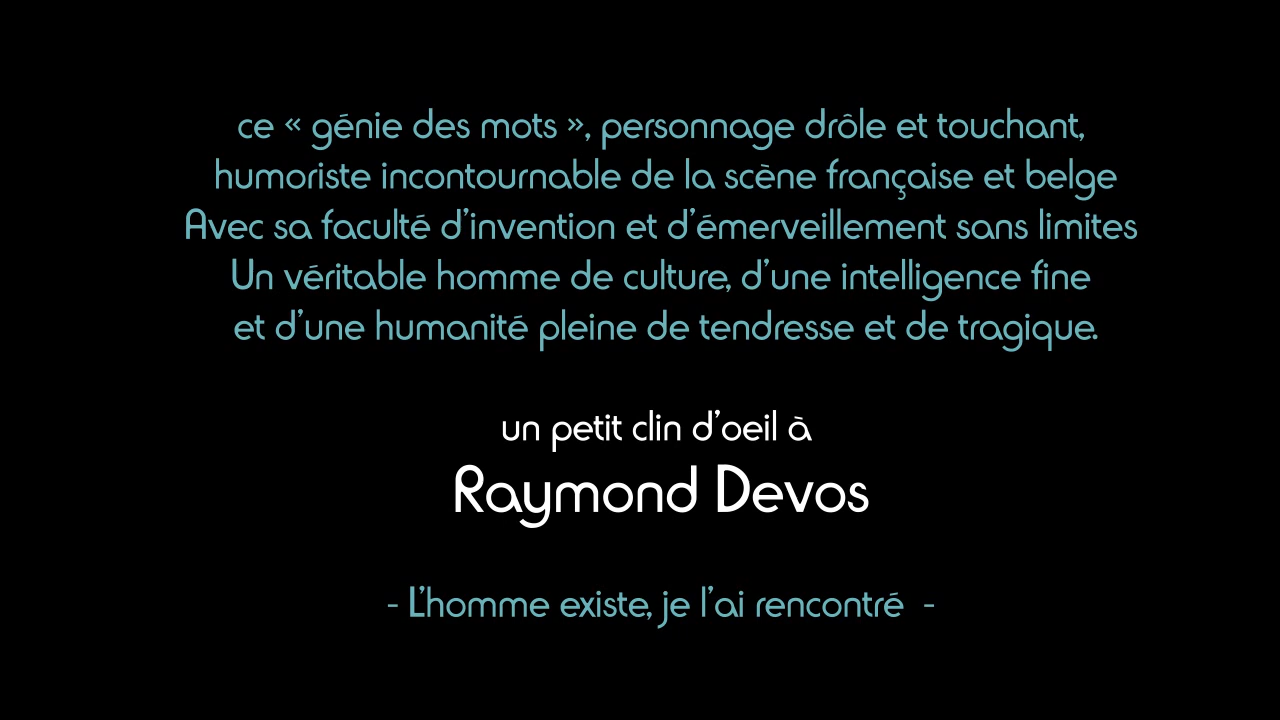 ce « génie des mots », personnage drôle et touchant,
humoriste incontournable de la scène française et belge
Avec sa faculté d’invention et d’émerveillement sans limites
Un véritable homme de culture, d’une intelligence fine
et d’une humanité pleine de tendresse et de tragique.
un petit clin d’oeil à
Raymond Devos
- L’homme existe, je l’ai rencontré -